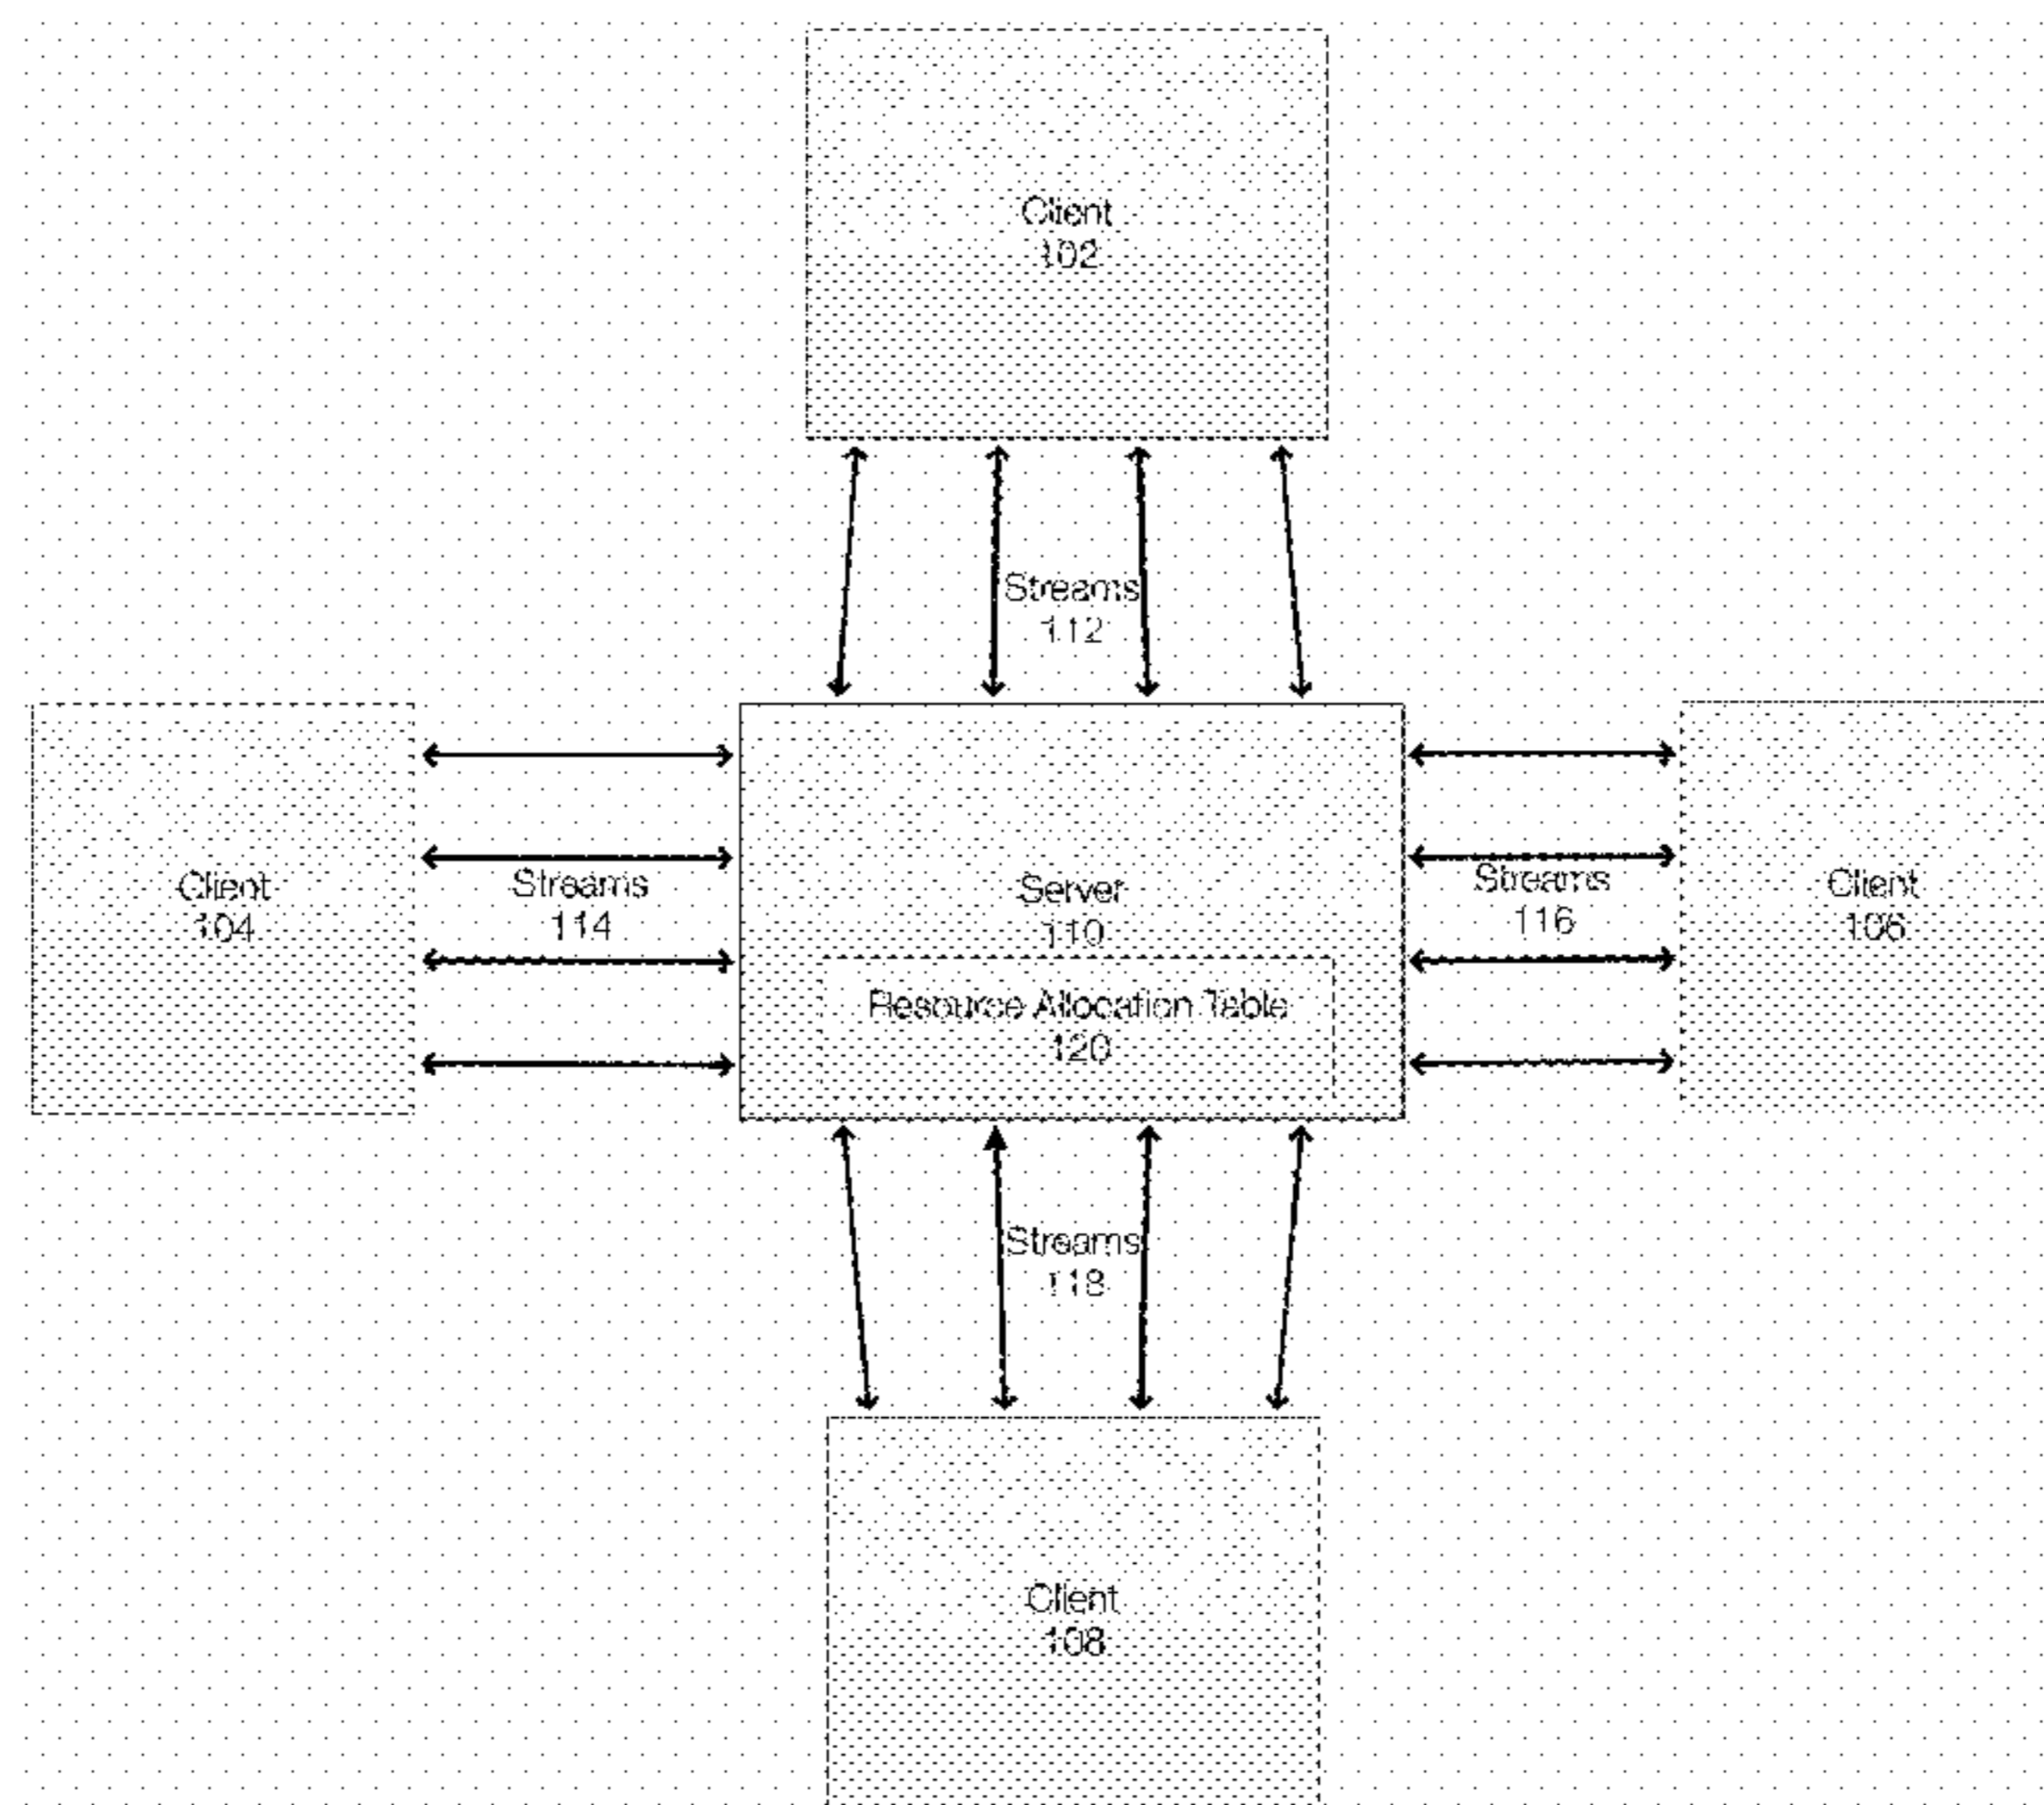 Client
102
Streams
112
Client
104
Streams
114
Server
110
Streams
116
Client
106
Resource Allocation Table
120
Streams
118
Client
108